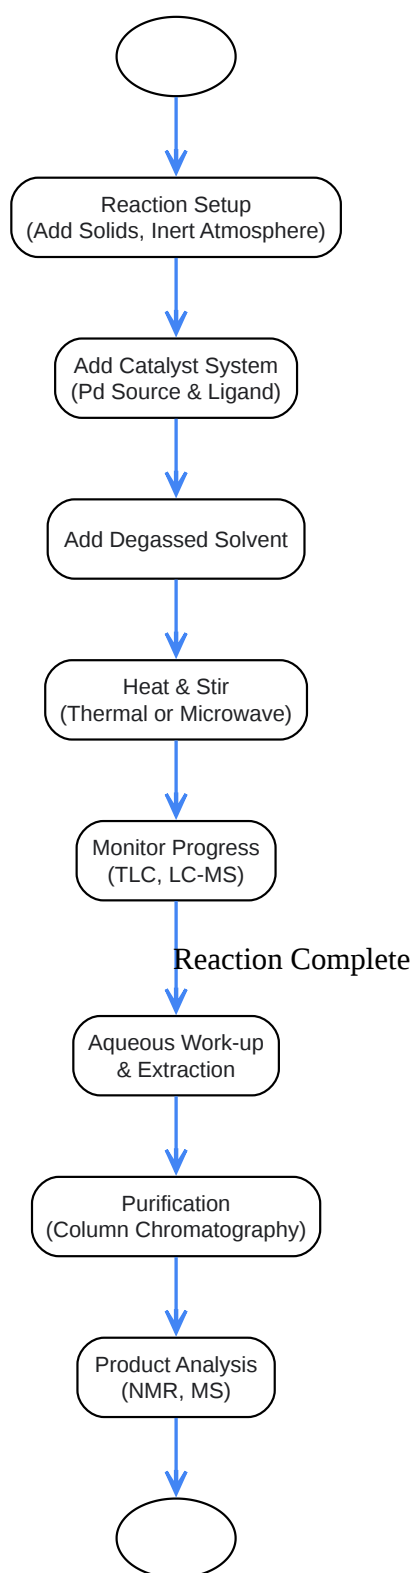 Reaction Setup
(Add Solids, Inert Atmosphere)
Add Catalyst System
(Pd Source & Ligand)
Add Degassed Solvent
Heat & Stir
(Thermal or Microwave)
Monitor Progress
(TLC, LC-MS)
Reaction Complete
Aqueous Work-up
& Extraction
Purification
(Column Chromatography)
Product Analysis
(NMR, MS)